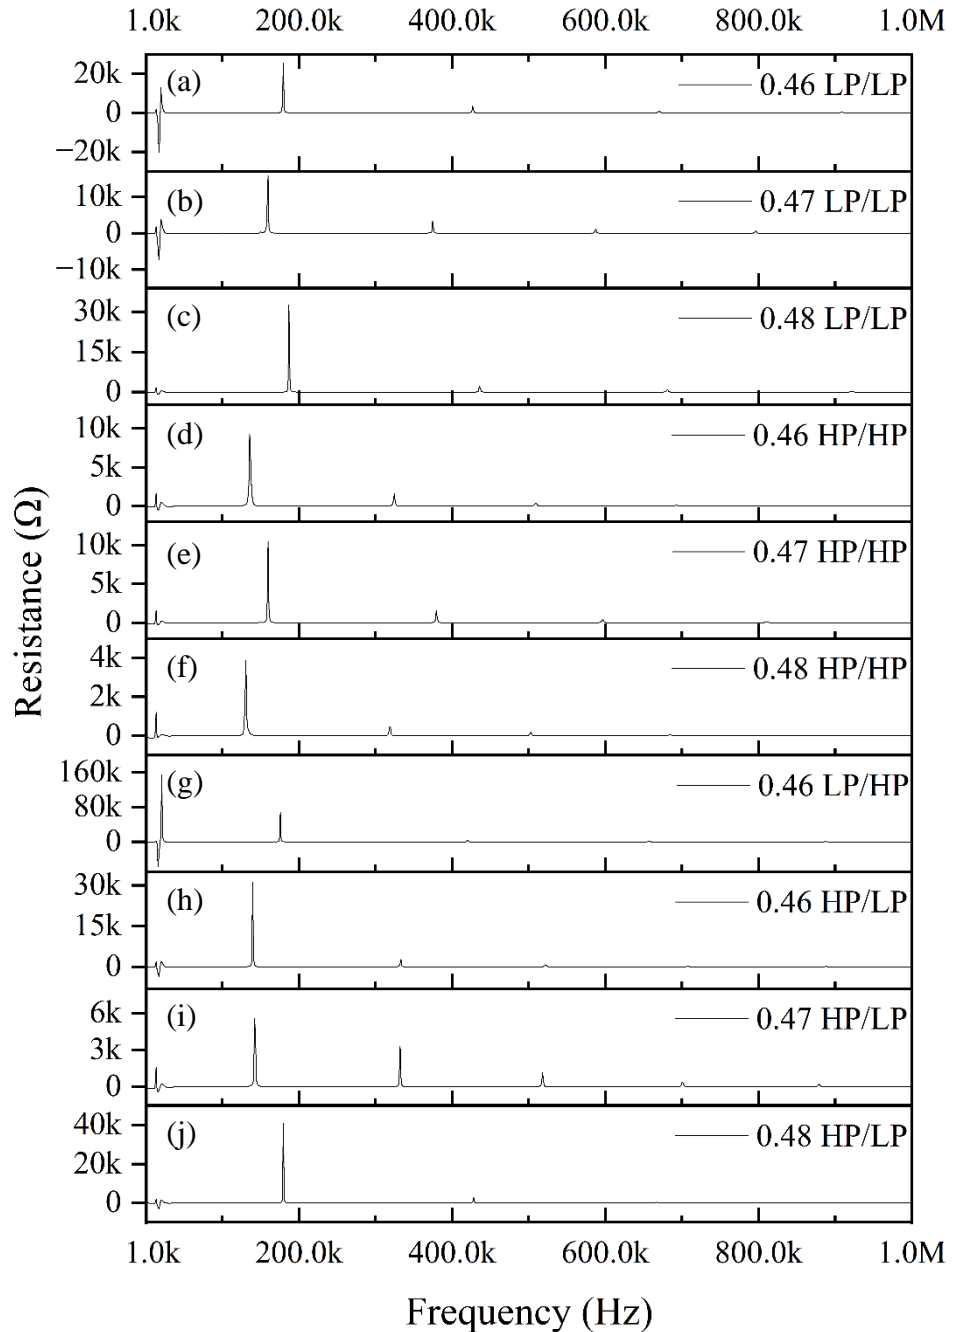 1.0k 200.0k 400.0k 600.0k 800.0k 1.0M
20k
0
−20k
(a)
0.46 LP/LP
10k
0
−10k
(b)
0.47 LP/LP
30k
15k
0
(c)
0.48 LP/LP
10k
5k
0
(d)
0.46 HP/HP
10k
5k
0
(e)
0.47 HP/HP
4k
2k
0
(f)
0.48 HP/HP
160k
80k
0
(g)
0.46 LP/HP
30k
15k
0
(h)
0.46 HP/LP
6k
3k
0
(i)
0.47 HP/LP
40k
20k
0
(j)
0.48 HP/LP
Resistance (Ω)
1.0k 200.0k 400.0k 600.0k 800.0k 1.0M
Frequency (Hz)